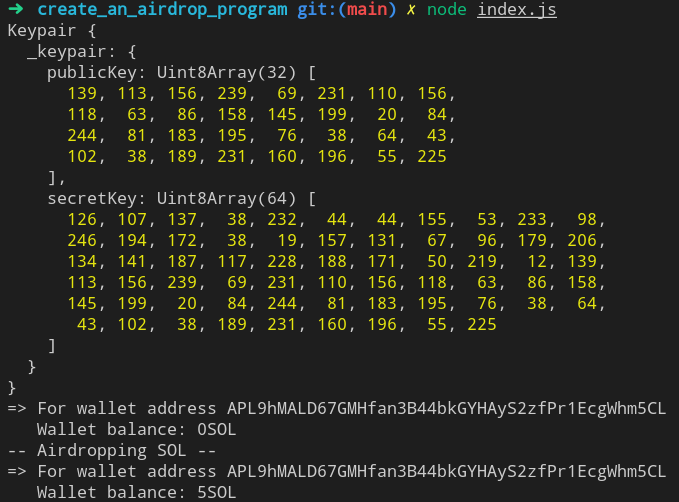 ➜ create_an_airdrop_program git:(main) ✗ node index.js
Keypair {
  _keypair: {
    publicKey: Uint8Array(32) [
      139, 113, 156, 239,  69, 231, 110, 156,
      118,  63,  86, 158, 145, 199,  20,  84,
      244,  81, 183, 195,  76,  38,  64,  43,
      102,  38, 189, 231, 160, 196,  55, 225
    ],
    secretKey: Uint8Array(64) [
      126, 107, 137,  38, 232,  44,  44, 155,  53, 233,  98,
      246, 194, 172,  38,  19, 157, 131,  67,  96, 179, 206,
      134, 141, 187, 117, 228, 188, 171,  50, 219,  12, 139,
      113, 156, 239,  69, 231, 110, 156, 118,  63,  86, 158,
      145, 199,  20,  84, 244,  81, 183, 195,  76,  38,  64,
       43, 102,  38, 189, 231, 160, 196,  55, 225
    ]
  }
}
=> For wallet address APL9hMALD67GMHfan3B44bkGYHAyS2zfPr1EcgWhm5CL
   Wallet balance: 0SOL
-- Airdropping SOL --
=> For wallet address APL9hMALD67GMHfan3B44bkGYHAyS2zfPr1EcgWhm5CL
   Wallet balance: 5SOL